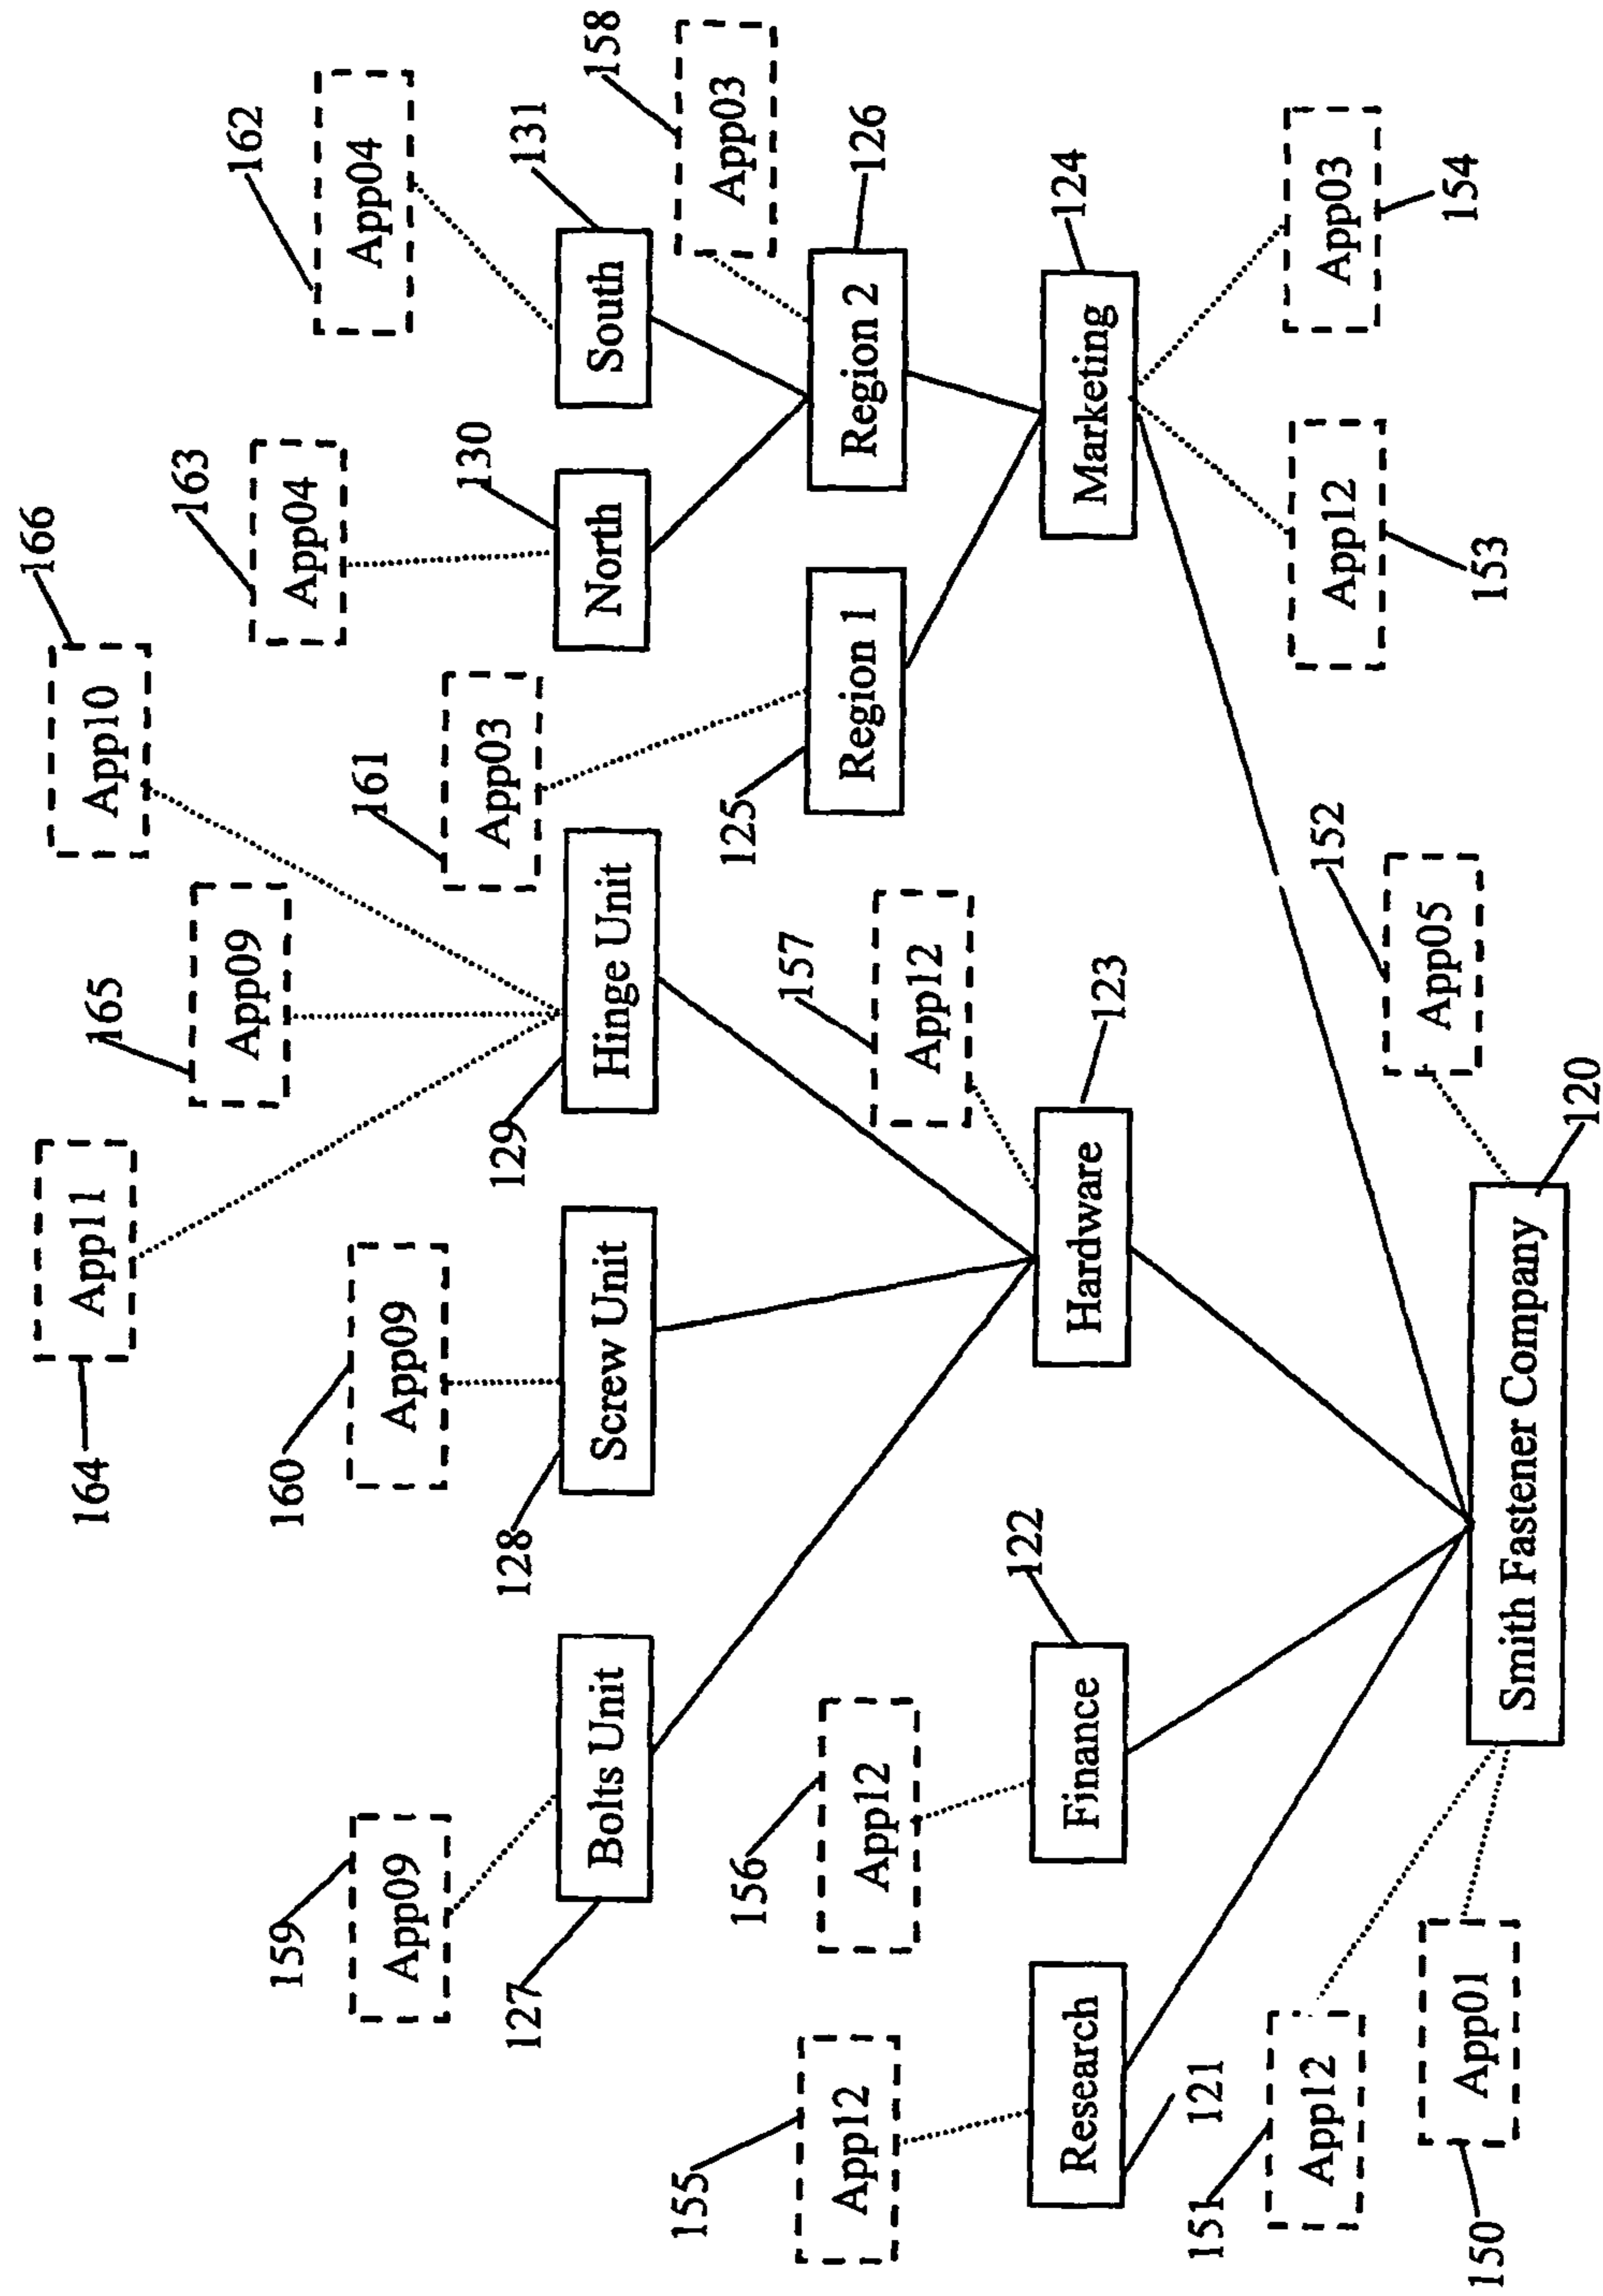 164
App11
165
App09
166
App10
163
App04
162
App04
159
App09
160
App09
161
App03
127
Bolts Unit
128
Screw Unit
129
Hinge Unit
130
North
131
South
158
App03
155
App12
156
App12
157
App12
125
Region 1
Region 2
126
Research
121
Finance
122
Hardware
123
Marketing
124
151
App12
150
App01
Smith Fastener Company
120
152
App05
153
App12
154
App03